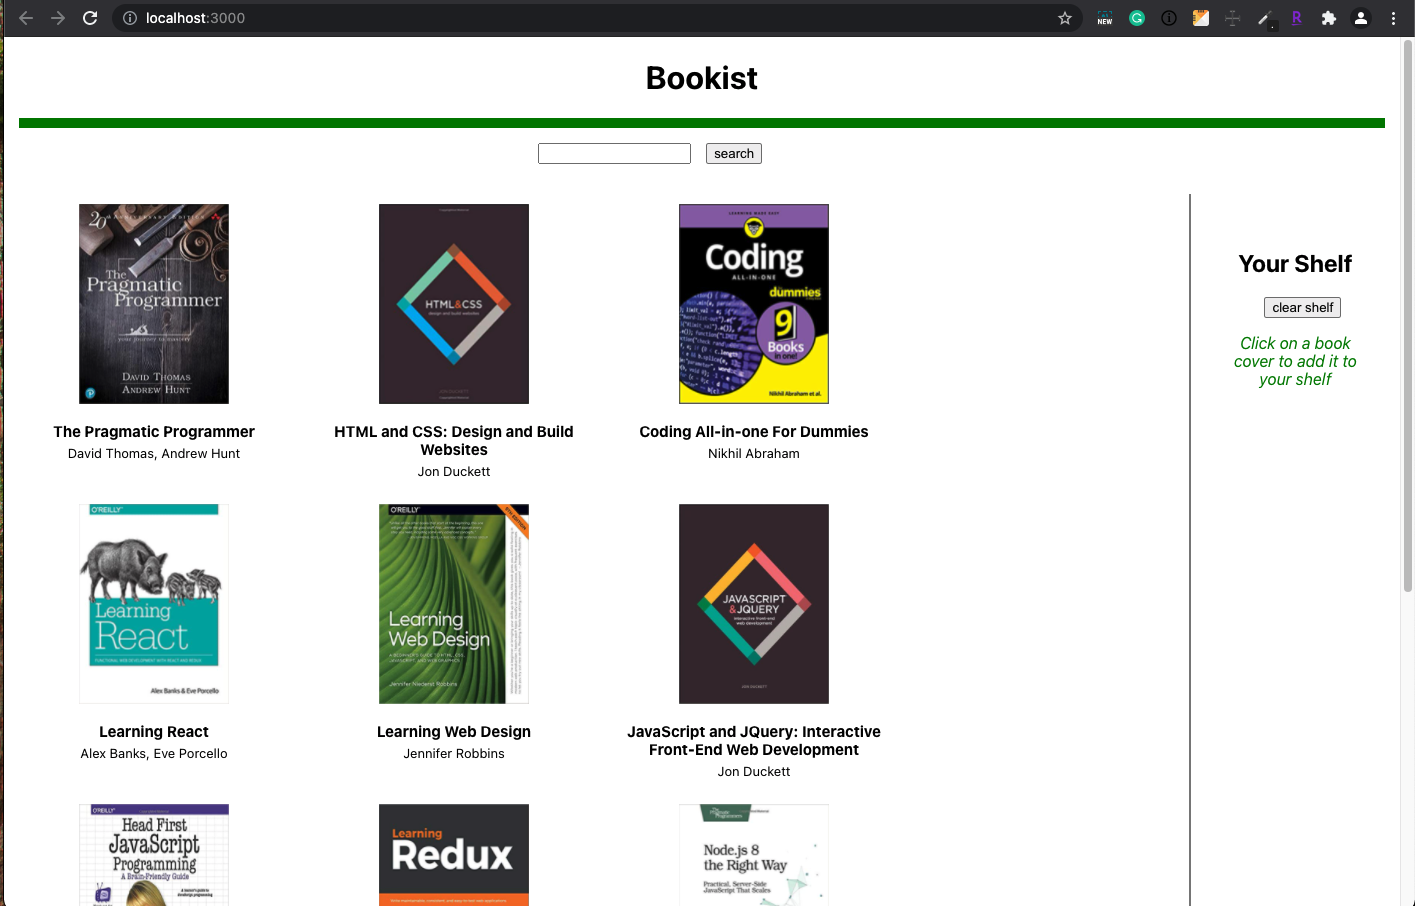 localhost:3000
NEW
Bookist
search
20th Anniversary Edition
The
Pragmatic
Programmer
your journey to mastery
David Thomas
Andrew Hunt
The Pragmatic Programmer
David Thomas, Andrew Hunt
HTML&CSS
design and build websites
JON DUCKETT
HTML and CSS: Design and Build
Websites
Jon Duckett
LEARNING MADE EASY
Coding
ALL-IN-ONE
dummies
9
Books
in one!
Nikhil Abraham et al.
Coding All-in-one For Dummies
Nikhil Abraham
Your Shelf
clear shelf
Click on a book
cover to add it to
your shelf
O'REILLY
Learning
React
FUNCTIONAL WEB DEVELOPMENT WITH REACT AND REDUX
Alex Banks & Eve Porcello
Learning React
Alex Banks, Eve Porcello
O'REILLY
5TH EDITION
Learning
Web Design
A BEGINNER'S GUIDE TO HTML, CSS,
JAVASCRIPT, AND WEB GRAPHICS
Jennifer Niederst Robbins
Learning Web Design
Jennifer Robbins
JAVASCRIPT
&JQUERY
interactive front-end
web development
JON DUCKETT
JavaScript and JQuery: Interactive
Front-End Web Development
Jon Duckett
O'REILLY
Head First
JavaScript
Programming
A Brain-Friendly Guide
Learning
Redux
The
Pragmatic
Programmers
Node.js 8
the Right Way
Practical, Server-Side
JavaScript That Scales